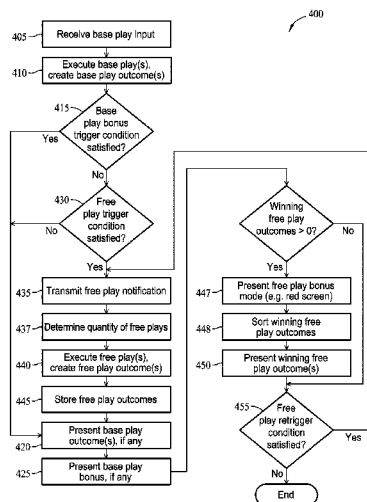 400
405
Receive base play input
410
Execute base play(s),
create base play outcome(s)
415
Base
play bonus
trigger condition
satisfied?
Yes
No
430
Free
play trigger
condition
satisfied?
No
Yes
435
Transmit free play notification
437
Determine quantity of free plays
440
Execute free play(s),
create free play outcome(s)
445
Store free play outcomes
420
Present base play
outcome(s), if any
425
Present base play
bonus, if any
Winning
free play
outcomes > 0?
No
Yes
447
Present free play bonus
mode (e.g. red screen)
448
Sort winning free
play outcomes
450
Present winning free
play outcome(s)
455
Free
play retrigger
condition
satisfied?
Yes
No
End